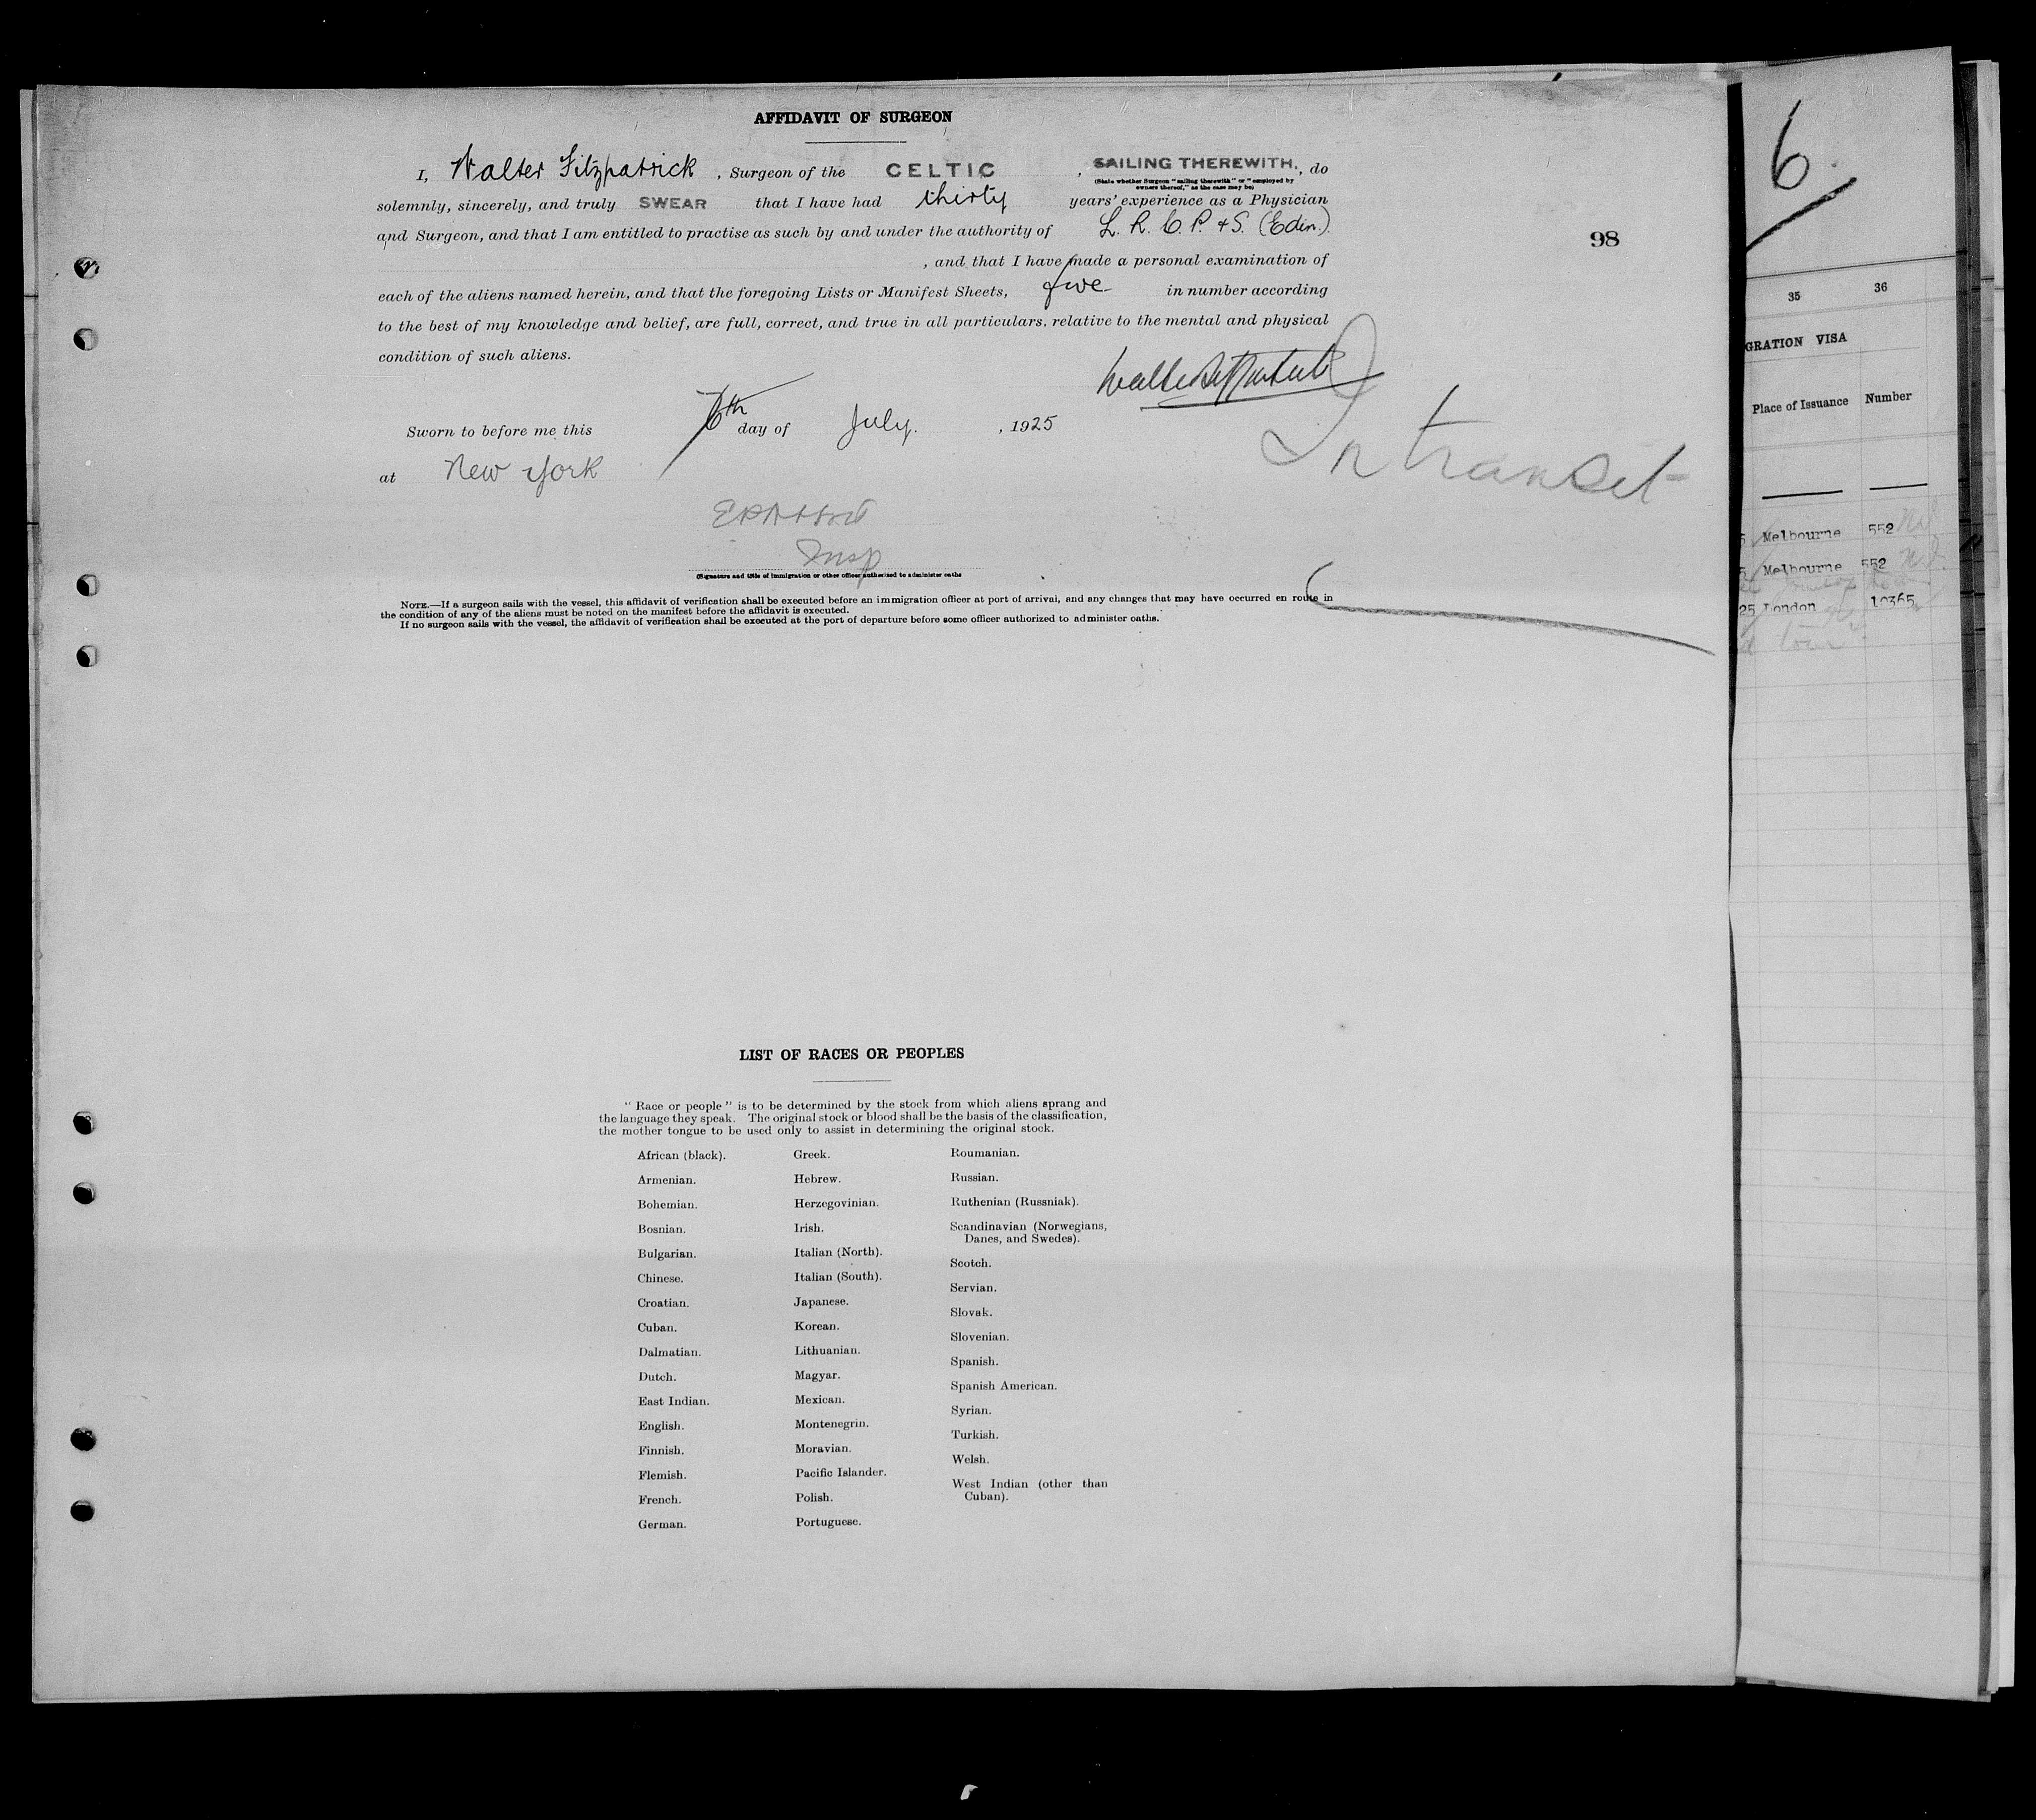 AFFIDAVIT OF SURGEON
I, Walter Fitzpatrick , Surgeon of the CELTIC , SAILING THEREWITH, , do
(State whether Surgeon "sailing therewith" or "employed by
owners thereof," as the case may be)
solemnly, sincerely, and truly SWEAR that I have had thirty years' experience as a Physician
and Surgeon, and that I am entitled to practise as such by and under the authority of L. R. C. P. + S. (Edin.)
, and that I have made a personal examination of
each of the aliens named herein, and that the foregoing Lists or Manifest Sheets, five in number according
to the best of my knowledge and belief, are full, correct, and true in all particulars, relative to the mental and physical
condition of such aliens.
Sworn to before me this 6th day of July. , 1925
at New York
Insp
(Signature and title of immigration or other officer authorized to administer oaths
NOTE.—If a surgeon sails with the vessel, this affidavit of verification shall be executed before an immigration officer at port of arrival, and any changes that may have occurred en route in
the condition of any of the aliens must be noted on the manifest before the affidavit is executed.
If no surgeon sails with the vessel, the affidavit of verification shall be executed at the port of departure before some officer authorized to administer oaths.
In transet
98
LIST OF RACES OR PEOPLES
"Race or people" is to be determined by the stock from which aliens sprang and
the language they speak. The original stock or blood shall be the basis of the classification,
the mother tongue to be used only to assist in determining the original stock.
African (black).
Armenian.
Bohemian.
Bosnian.
Bulgarian.
Chinese.
Croatian.
Cuban.
Dalmatian.
Dutch.
East Indian.
English.
Finnish.
Flemish.
French.
German.
Greek.
Hebrew.
Herzegovinian.
Irish.
Italian (North).
Italian (South).
Japanese.
Korean.
Lithuanian.
Magyar.
Mexican.
Montenegrin.
Moravian.
Pacific Islander.
Polish.
Portuguese.
Roumanian.
Russian.
Ruthenian (Russniak).
Scandinavian (Norwegians,
Danes, and Swedes).
Scotch.
Servian.
Slovak.
Slovenian.
Spanish.
Spanish American.
Syrian.
Turkish.
Welsh.
West Indian (other than
Cuban).
6
35 36
GRATION VISA
Place of Issuance Number
5 Melbourne 552
5 Melbourne 552
25 London 10365
tour